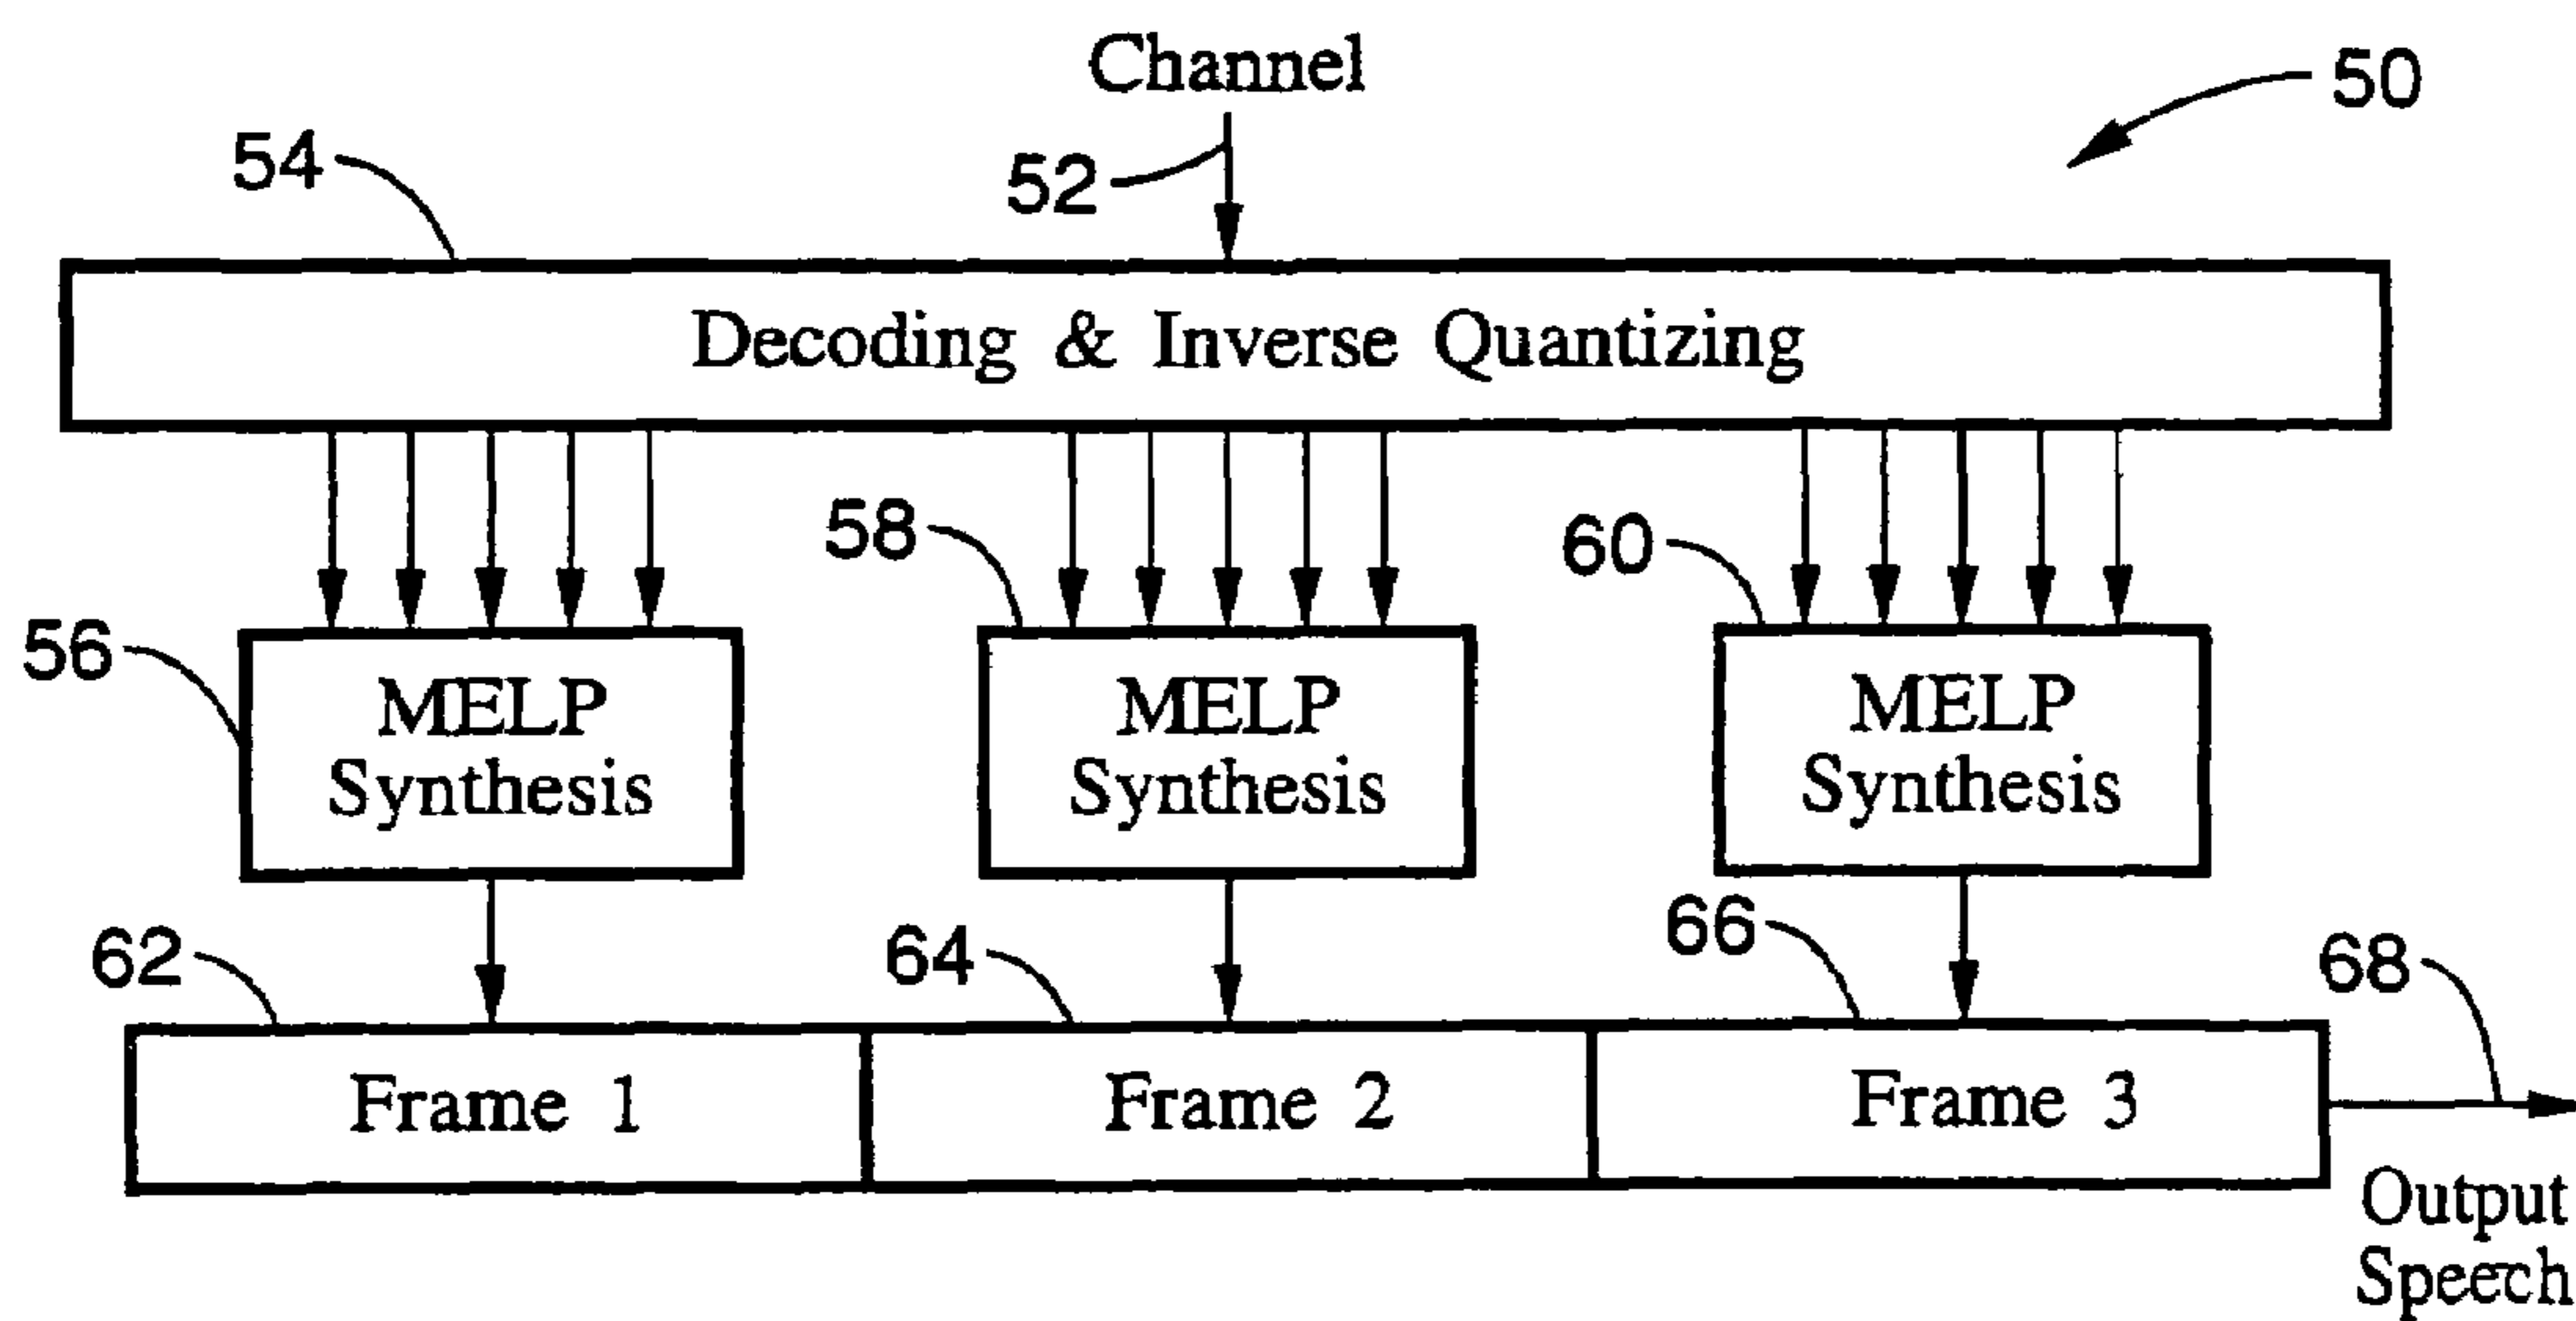 Channel
50
54
52
Decoding & Inverse Quantizing
58
60
56
MELP
Synthesis
MELP
Synthesis
MELP
Synthesis
62
64
66
68
Frame 1
Frame 2
Frame 3
Output
Speech